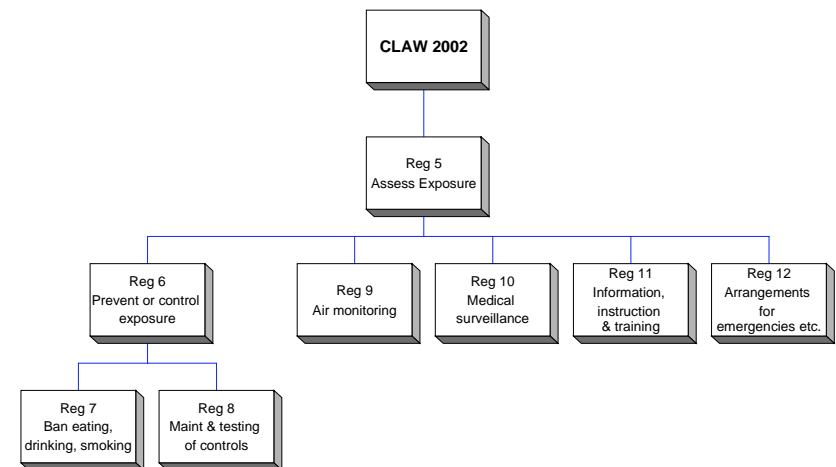 CLAW 2002
Reg 5
Assess Exposure
Reg 6
Prevent or control
exposure
Reg 9
Air monitoring
Reg 10
Medical
surveillance
Reg 11
Information,
instruction
& training
Reg 12
Arrangements
for
emergencies etc.
Reg 7
Ban eating,
drinking, smoking
Reg 8
Maint & testing
of controls